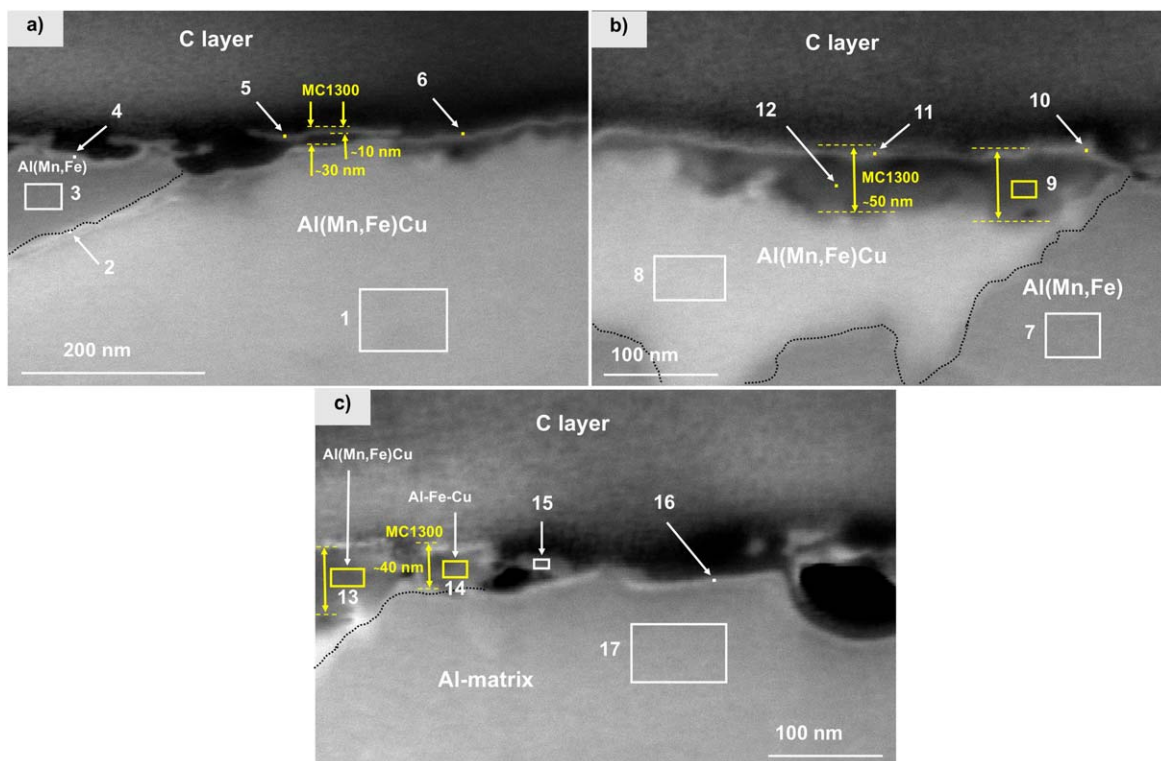 a)
C layer
4
5
MC1300
6
~10 nm
~30 nm
Al(Mn,Fe)
3
2
Al(Mn,Fe)Cu
1
200 nm
b)
C layer
12
11
10
MC1300
~50 nm
9
Al(Mn,Fe)Cu
8
Al(Mn,Fe)
7
100 nm
c)
C layer
Al(Mn,Fe)Cu
Al-Fe-Cu
15
16
MC1300
~40 nm
13
14
17
Al-matrix
100 nm